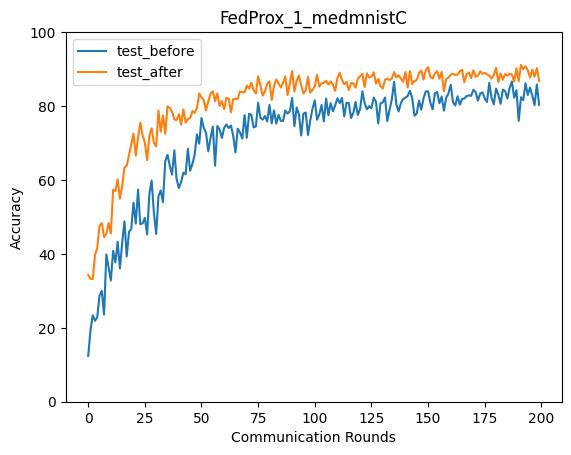 FedProx_1_medmnistC
test_before
test_after
100
80
60
40
20
0
Accuracy
0 25 50 75 100 125 150 175 200
Communication Rounds